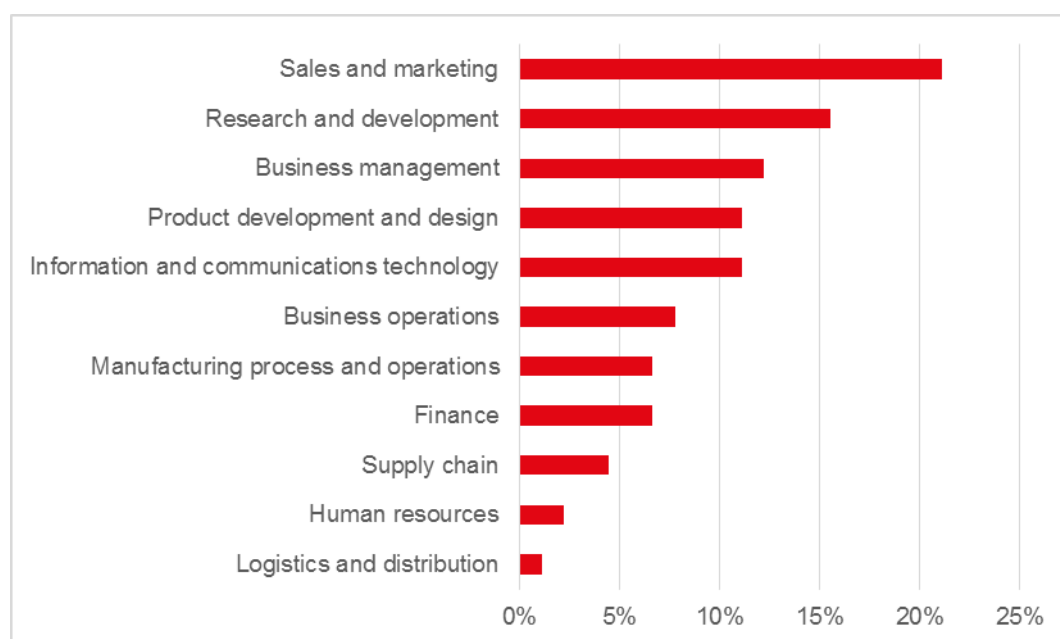 Sales and marketing
Research and development
Business management
Product development and design
Information and communications technology
Business operations
Manufacturing process and operations
Finance
Supply chain
Human resources
Logistics and distribution
0% 5% 10% 15% 20% 25%